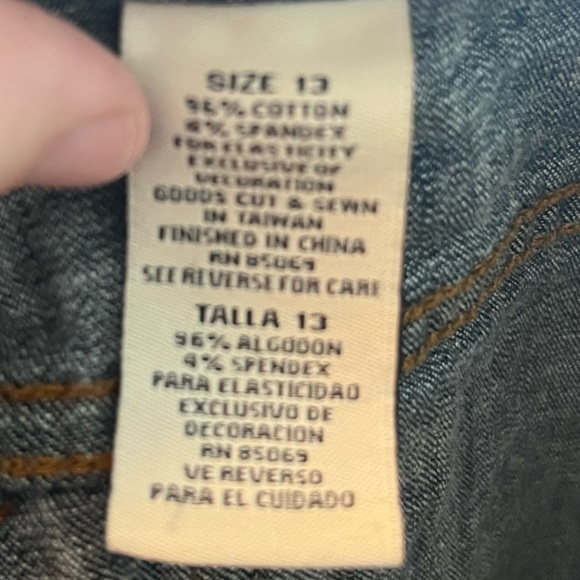 SIZE 13
96% COTTON
4% SPANDEX
FOR ELASTICITY
EXCLUSIVE OF
DECORATION
GOODS CUT & SEWN
IN TAIWAN
FINISHED IN CHINA
RN 85069
SEE REVERSE FOR CARE
TALLA 13
96% ALGODON
4% SPENDEX
PARA ELASTICIDAD
EXCLUSIVO DE
DECORACION
RN 85069
VE REVERSO
PARA EL CUIDADO